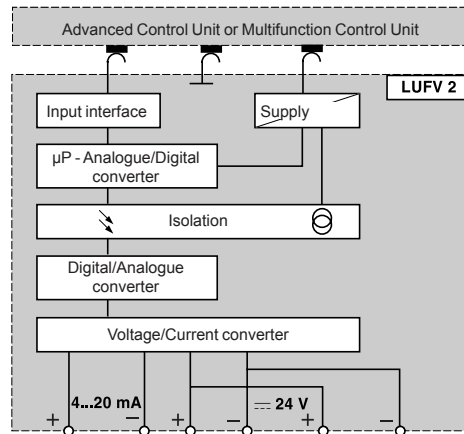 Advanced Control Unit or Multifunction Control Unit
LUFV 2
Input interface
Supply
µP - Analogue/Digital
converter
Isolation
Digital/Analogue
converter
Voltage/Current converter
4...20 mA
24 V
+ − + − + −